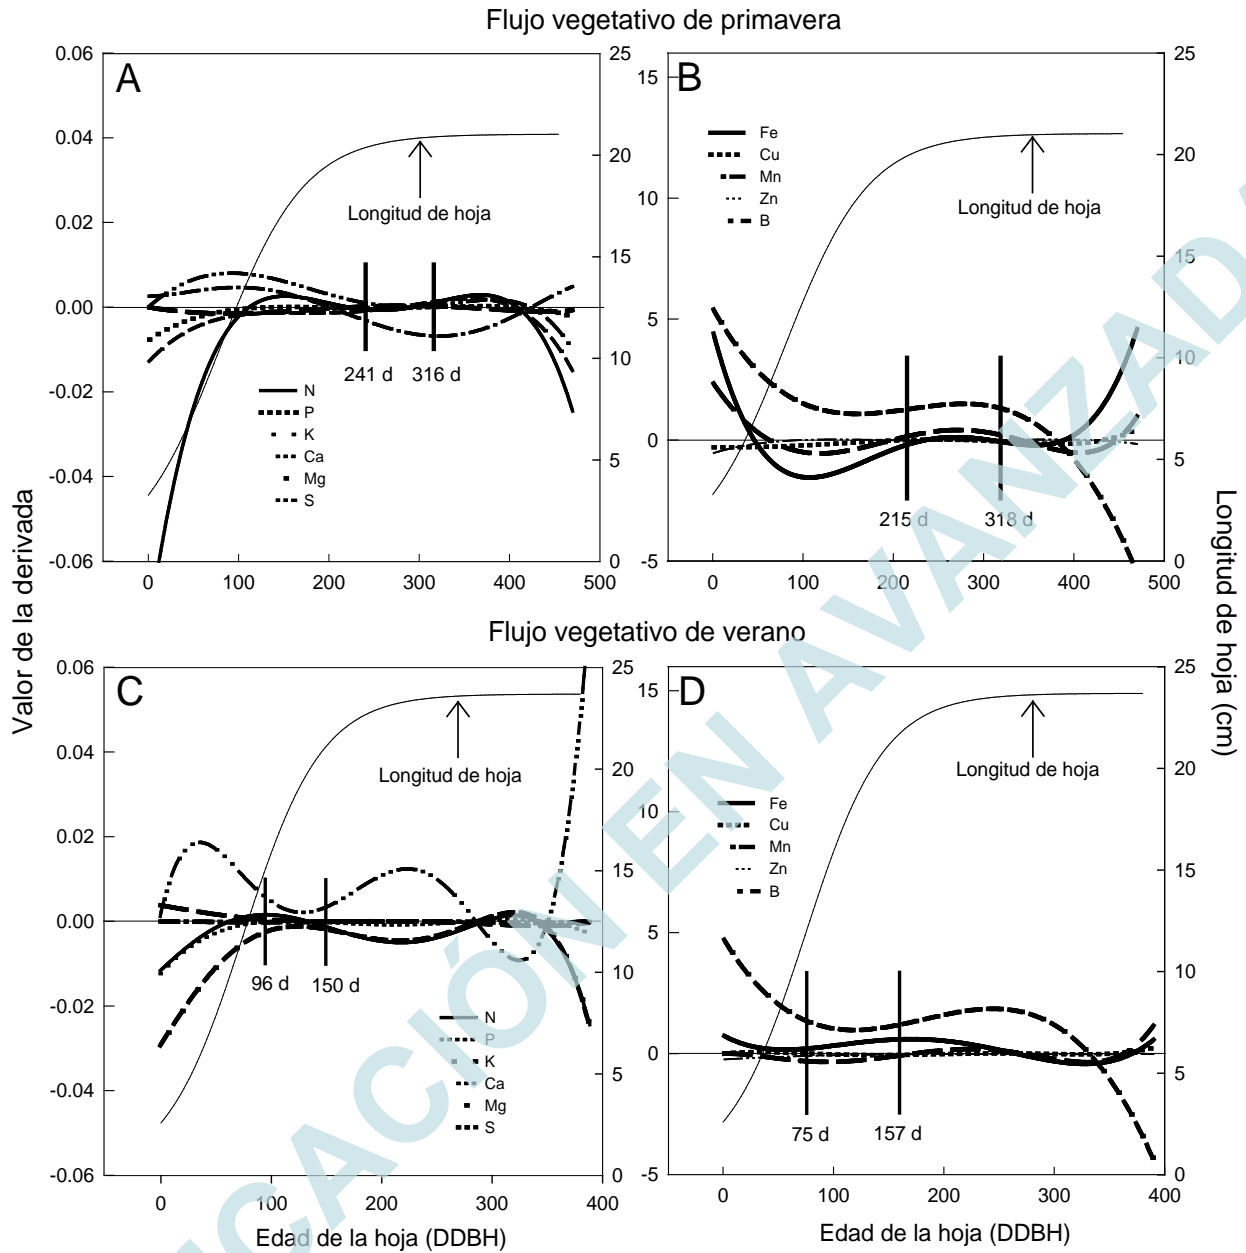 Flujo vegetativo de primavera
A
0.06
0.04
0.02
0.00
-0.02
-0.04
-0.06
25
20
15
10
5
0
Longitud de hoja
241 d
316 d
N
P
K
Ca
Mg
S
0
100
200
300
400
500
B
15
10
5
0
-5
25
20
15
10
5
0
Fe
Cu
Mn
Zn
B
Longitud de hoja
215 d
318 d
0
100
200
300
400
500
Valor de la derivada
Longitud de hoja (cm)
Flujo vegetativo de verano
C
0.06
0.04
0.02
0.00
-0.02
-0.04
-0.06
25
20
15
10
5
0
Longitud de hoja
96 d
150 d
N
P
K
Ca
Mg
S
0
100
200
300
400
Edad de la hoja (DDBH)
D
15
10
5
0
-5
25
20
15
10
5
0
Longitud de hoja
Fe
Cu
Mn
Zn
B
75 d
157 d
0
100
200
300
400
Edad de la hoja (DDBH)
ICACIÓN EN AVANZADA